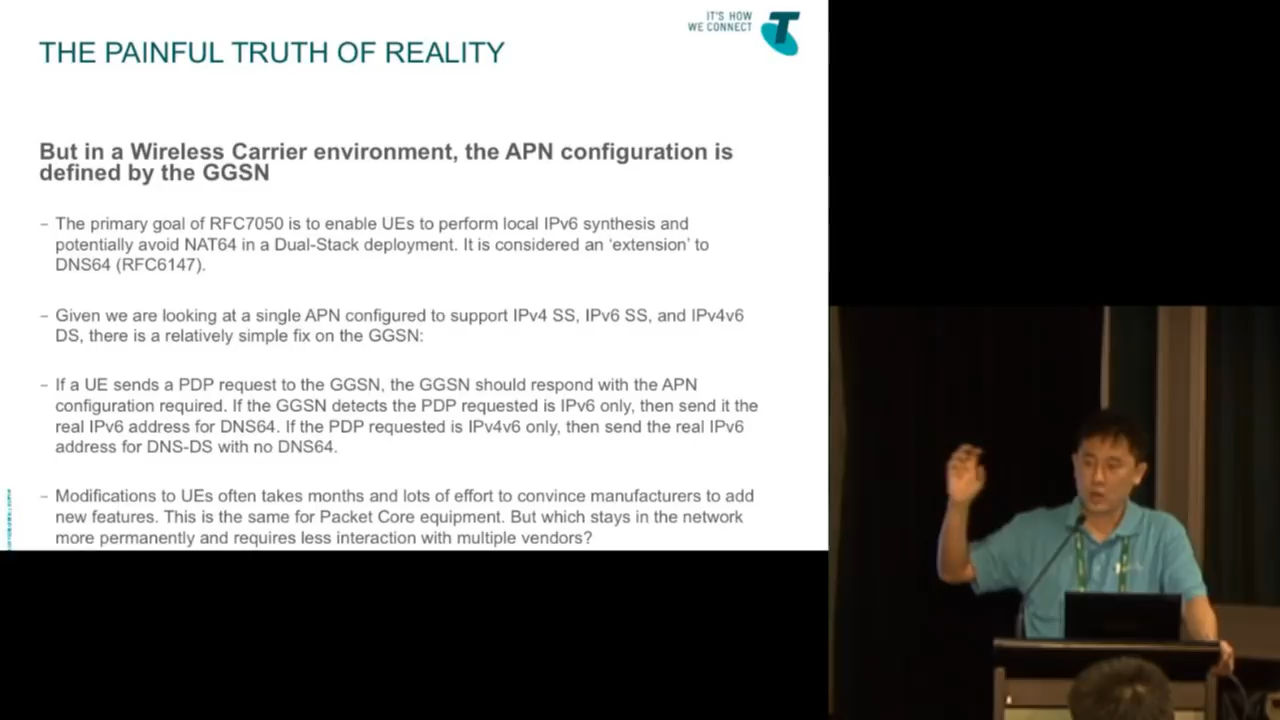 IT'S HOW
WE CONNECT
THE PAINFUL TRUTH OF REALITY
But in a Wireless Carrier environment, the APN configuration is
defined by the GGSN
– The primary goal of RFC7050 is to enable UEs to perform local IPv6 synthesis and
potentially avoid NAT64 in a Dual-Stack deployment. It is considered an ‘extension’ to
DNS64 (RFC6147).
– Given we are looking at a single APN configured to support IPv4 SS, IPv6 SS, and IPv4v6
DS, there is a relatively simple fix on the GGSN:
– If a UE sends a PDP request to the GGSN, the GGSN should respond with the APN
configuration required. If the GGSN detects the PDP requested is IPv6 only, then send it the
real IPv6 address for DNS64. If the PDP requested is IPv4v6 only, then send the real IPv6
address for DNS-DS with no DNS64.
– Modifications to UEs often takes months and lots of effort to convince manufacturers to add
new features. This is the same for Packet Core equipment. But which stays in the network
more permanently and requires less interaction with multiple vendors?